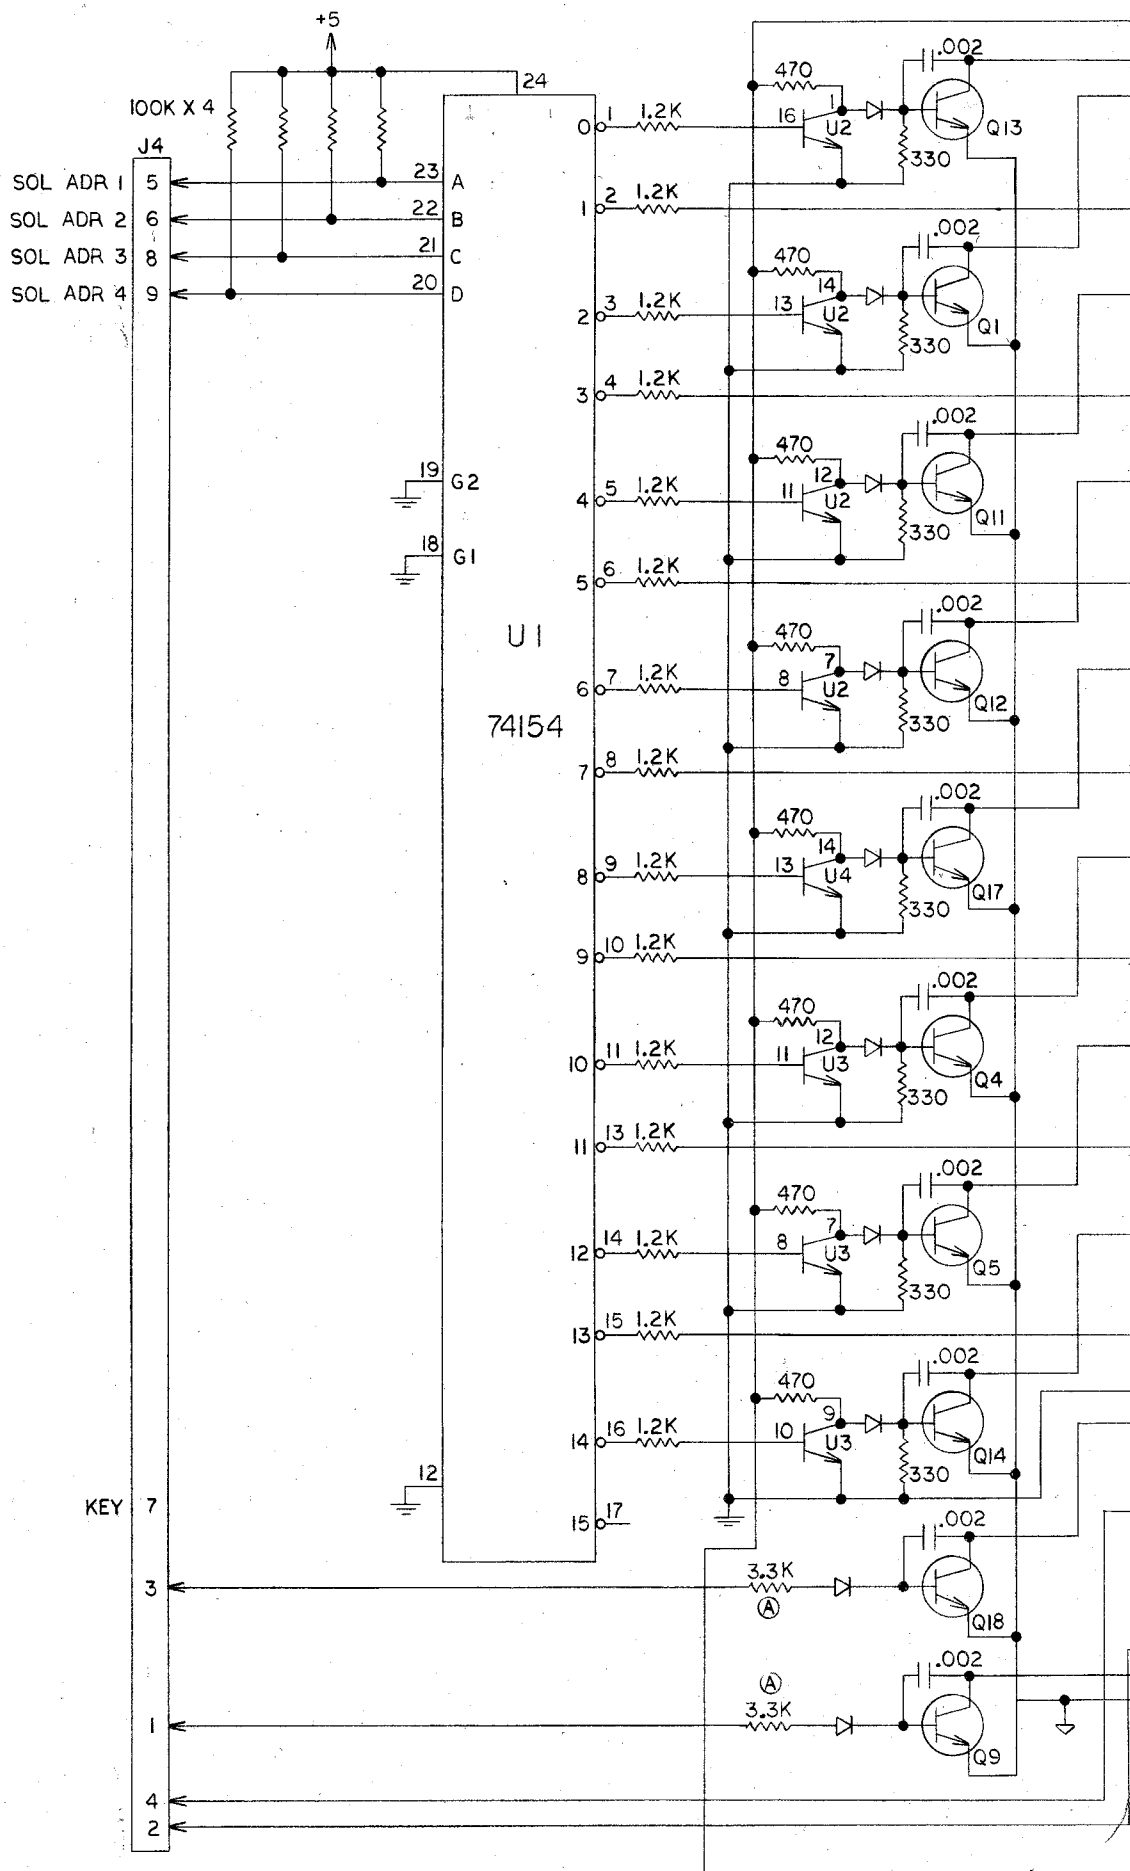 +5
.002
24
470
100K X 4
1
1
1.2K
16
U2
Q13
0
J4
330
SOL ADR 1
5
23
A
2
1.2K
SOL ADR 2
6
22
B
1
.002
SOL ADR 3
8
21
C
470
SOL ADR 4
9
20
D
14
3
1.2K
13
U2
Q1
2
330
4
1.2K
3
.002
470
19
G2
12
5
1.2K
11
U2
Q11
4
330
18
G1
6
1.2K
5
.002
U1
470
7
7
1.2K
8
U2
Q12
6
330
74154
8
1.2K
7
.002
470
14
9
1.2K
13
U4
Q17
8
330
10
1.2K
9
.002
470
12
11
1.2K
11
U3
Q4
10
330
13
1.2K
11
.002
470
7
14
1.2K
8
U3
Q5
12
330
15
1.2K
13
.002
470
9
16
1.2K
10
U3
Q14
14
330
12
KEY
7
17
15
.002
3
3.3K
A
Q18
.002
A
3.3K
1
Q9
4
2